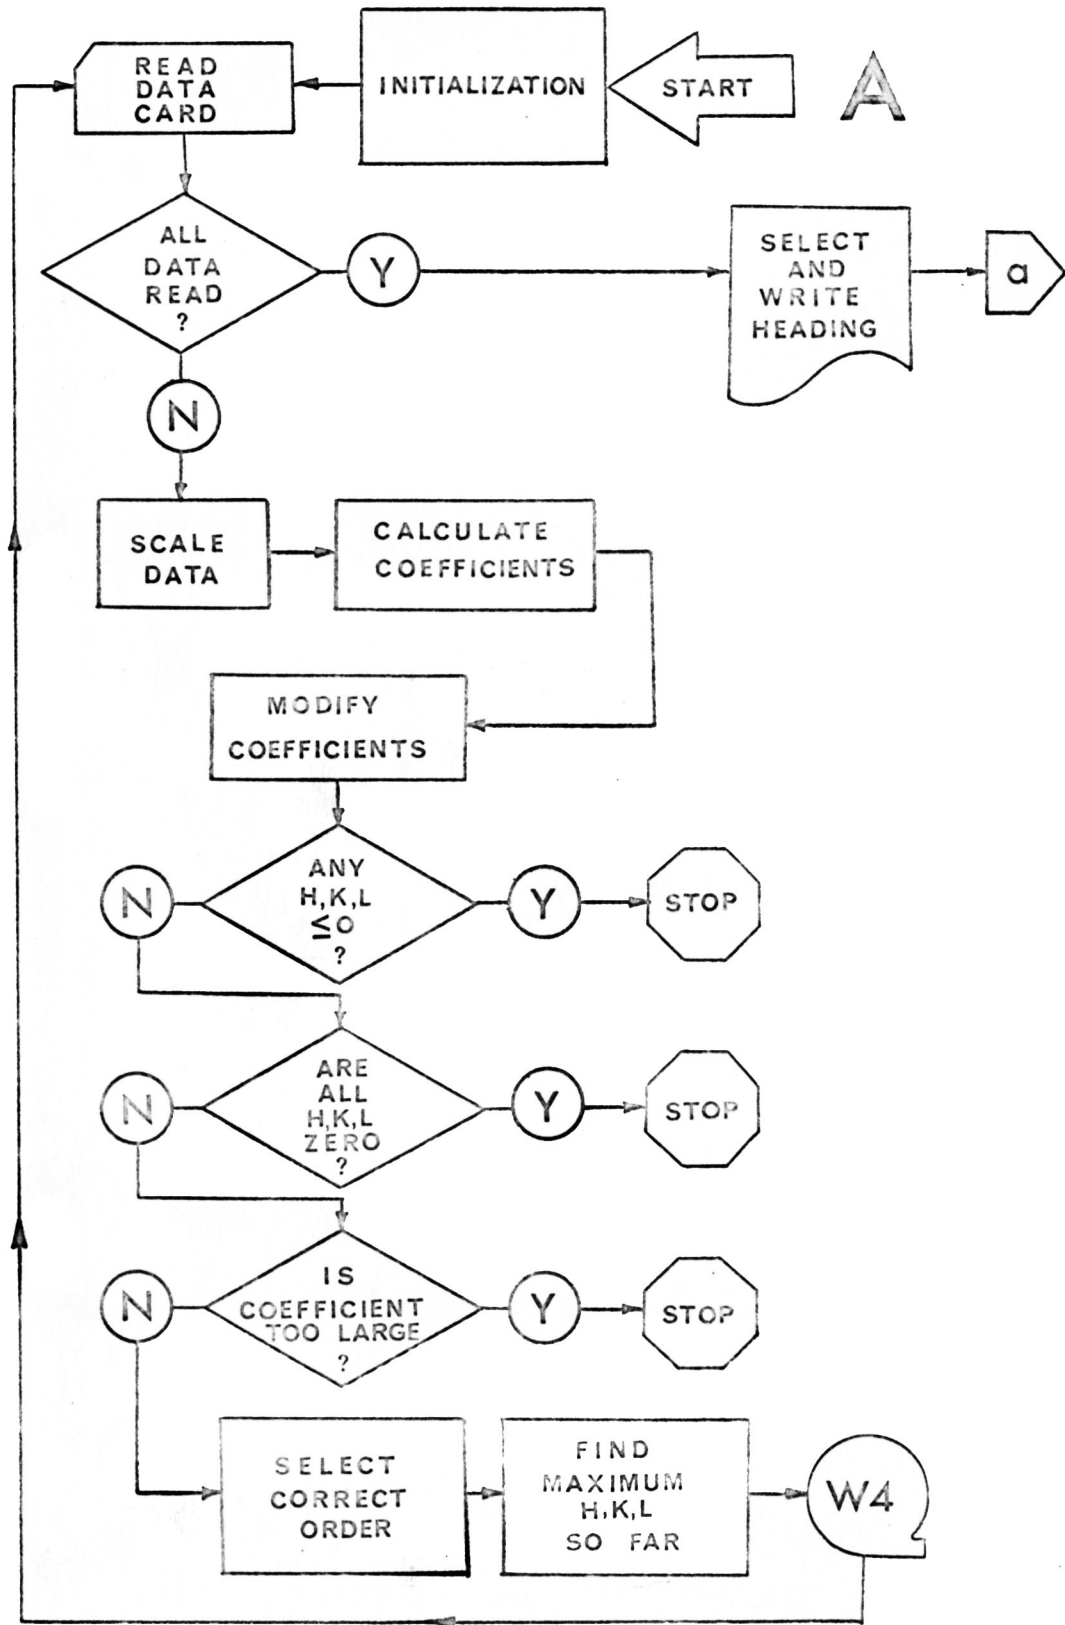 READ
DATA
CARD
INITIALIZATION
START
A
ALL
DATA
READ
?
Y
SELECT
AND
WRITE
HEADING
a
N
SCALE
DATA
CALCULATE
COEFFICIENTS
MODIFY
COEFFICIENTS
N
ANY
H,K,L
≤0
?
Y
STOP
N
ARE
ALL
H,K,L
ZERO
?
Y
STOP
N
IS
COEFFICIENT
TOO LARGE
?
Y
STOP
SELECT
CORRECT
ORDER
FIND
MAXIMUM
H,K,L
SO FAR
W4